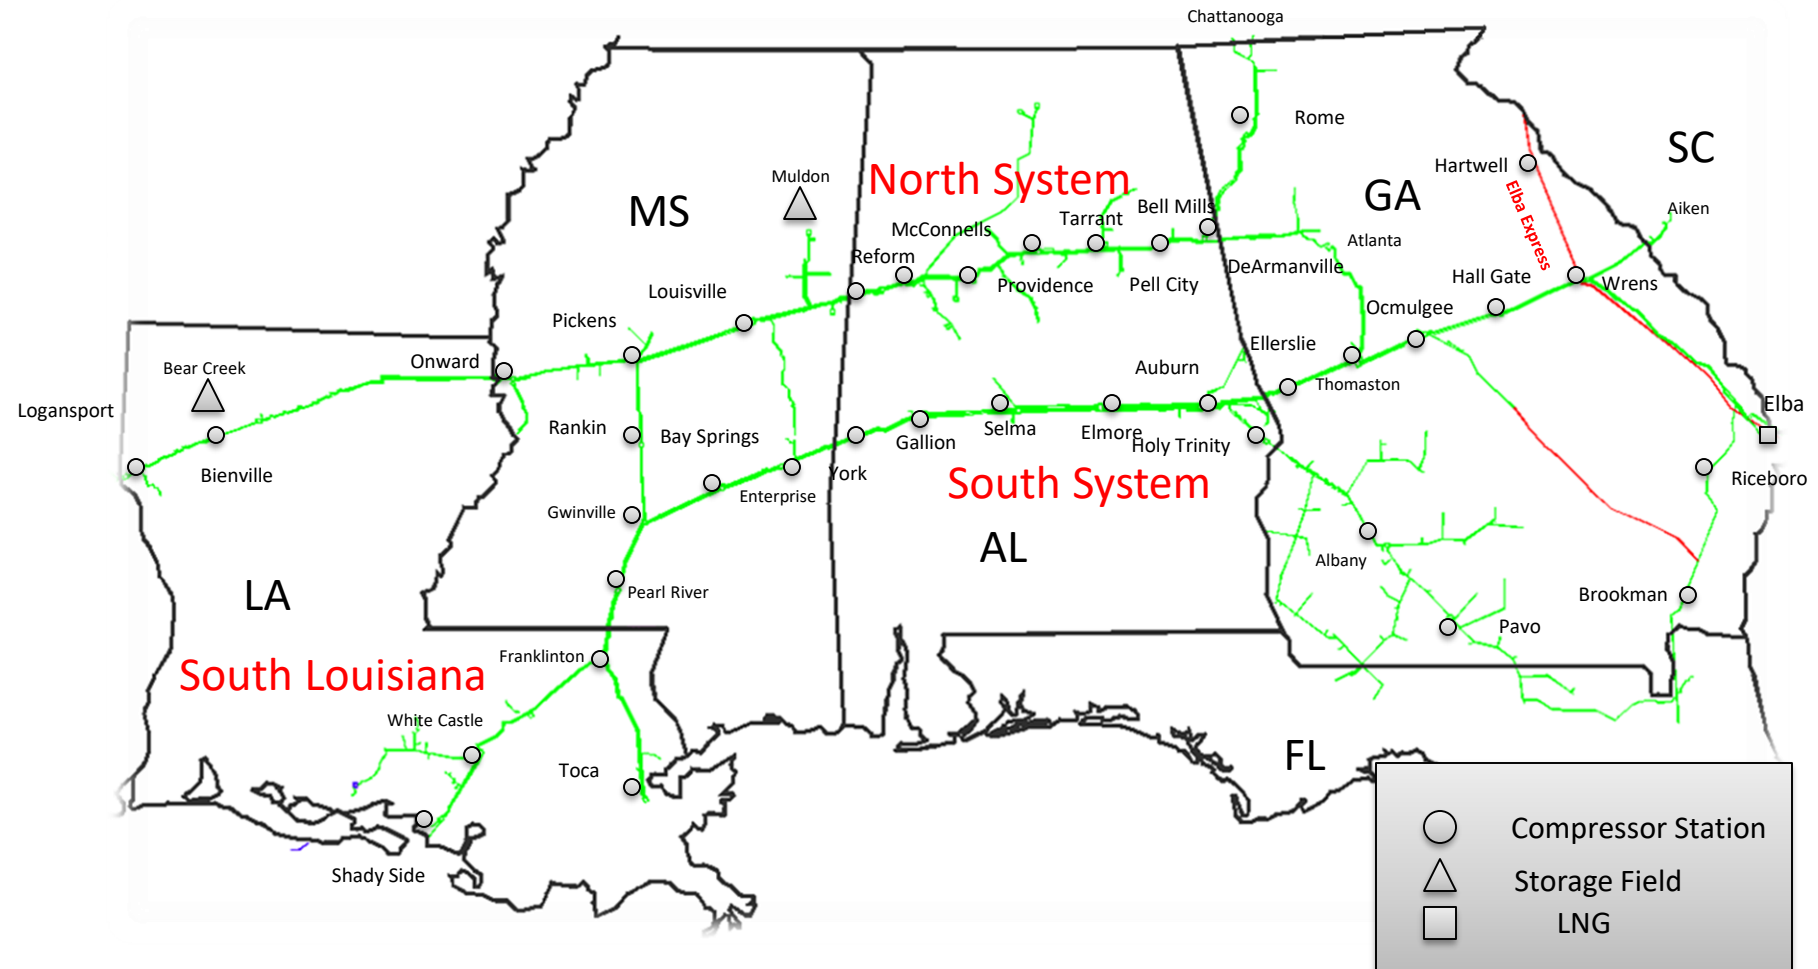 Chattanooga
Rome
SC
Hartwell
Muldon
North System
Elba Express
GA
MS
Aiken
Bell Mills
Tarrant
McConnells
Atlanta
Reform
DeArmanville
Hall Gate
Providence
Pell City
Wrens
Louisville
Ocmulgee
Pickens
Ellerslie
Onward
Bear Creek
Auburn
Thomaston
Logansport
Elba
Rankin
Bay Springs
Gallion
Selma
Elmore
Holy Trinity
Bienville
York
South System
Riceboro
Enterprise
Gwinville
AL
Albany
LA
Pearl River
Brookman
Pavo
Franklinton
South Louisiana
White Castle
FL
Toca
Shady Side
Compressor Station
Storage Field
LNG